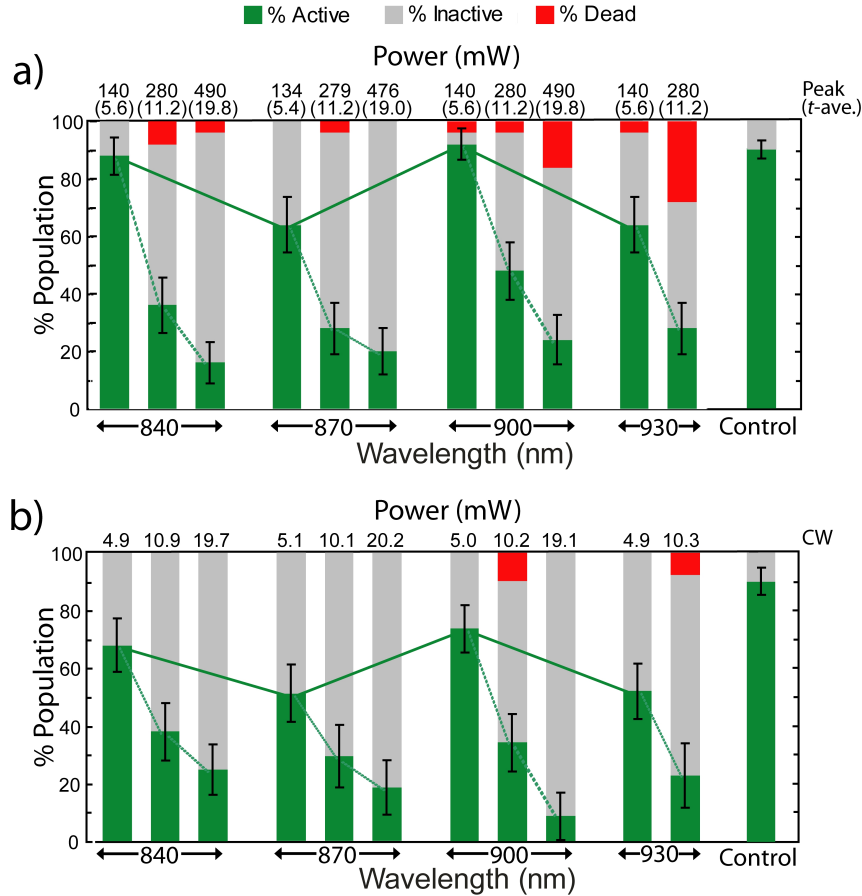 % Active % Inactive % Dead
a)
Power (mW)
140 280 490 134 279 476 140 280 490 140 280 Peak
(5.6) (11.2) (19.8) (5.4) (11.2) (19.0) (5.6) (11.2) (19.8) (5.6) (11.2) (t-ave.)
100
80
60
40
20
0
% Population
840 870 900 930 Control
Wavelength (nm)
b)
Power (mW)
4.9 10.9 19.7 5.1 10.1 20.2 5.0 10.2 19.1 4.9 10.3 CW
100
80
60
40
20
0
% Population
840 870 900 930 Control
Wavelength (nm)